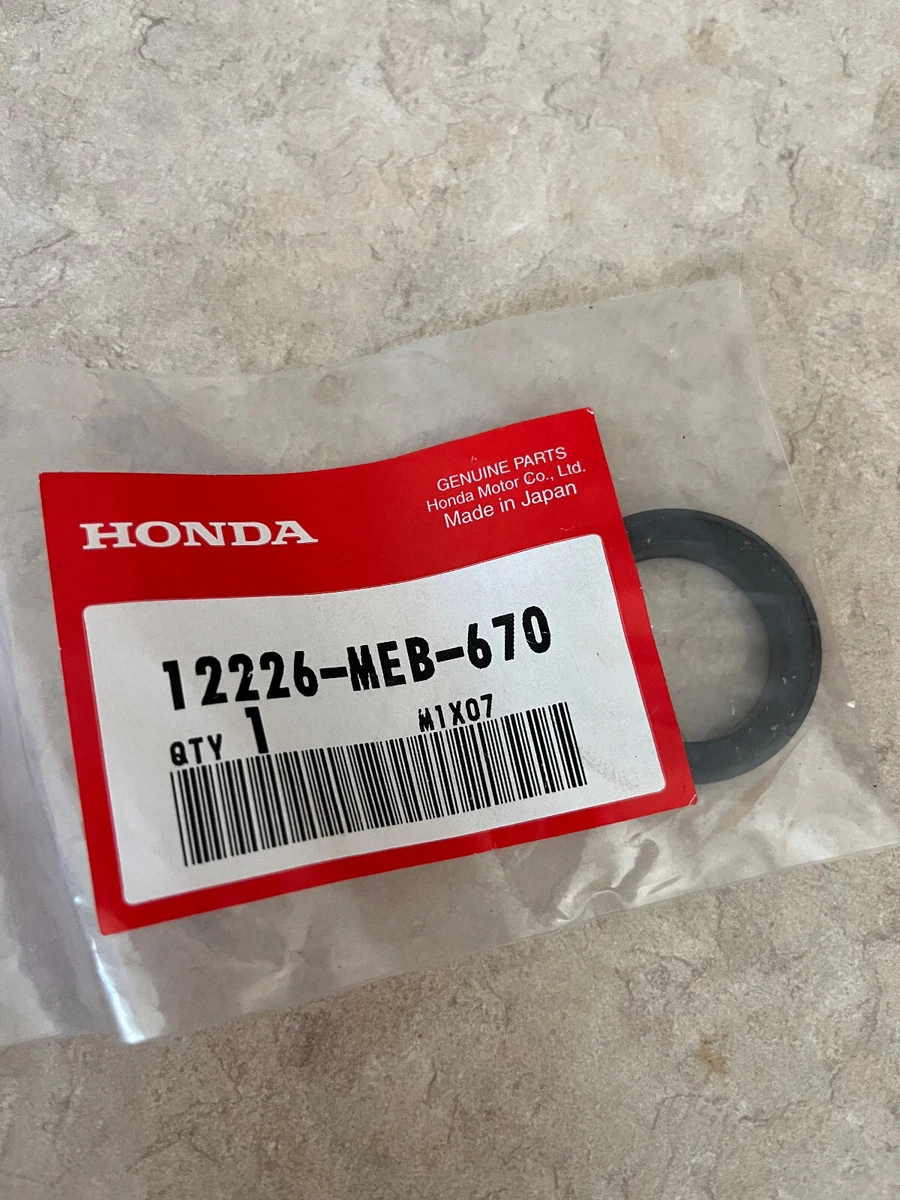 GENUINE PARTS
Honda Motor Co., Ltd.
Made in Japan
HONDA
12226-MEB-670
QTY 1
M1X07